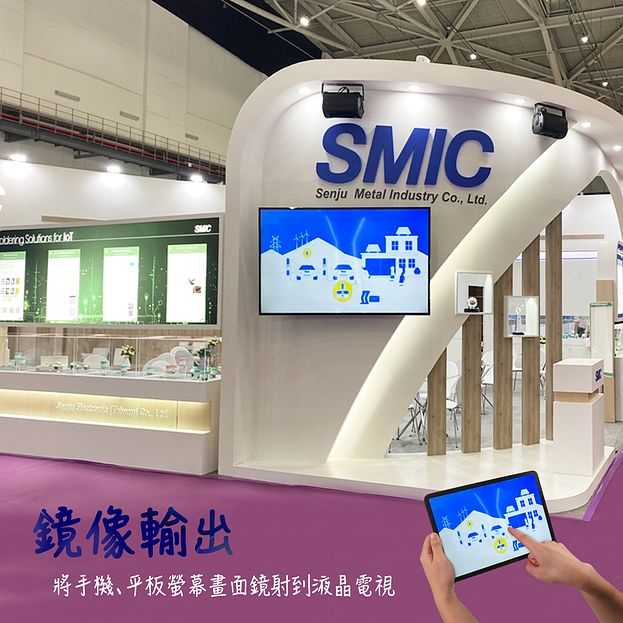 SMIC
Senju Metal Industry Co., Ltd.
oldering Solutions for IoT
SMIC
Senju Electronic (Taiwan) Co., Ltd.
SMIC
鏡像輸出
將手機、平板螢幕畫面鏡射到液晶電視